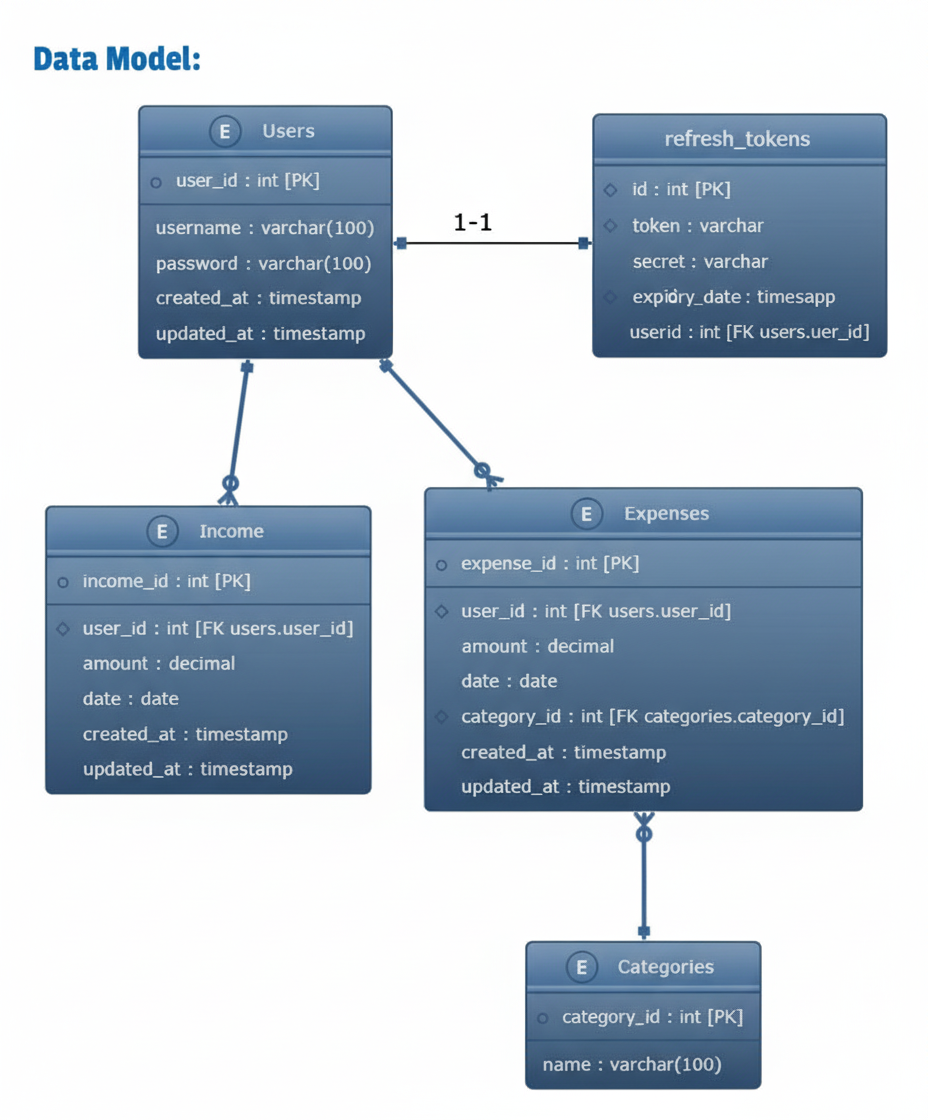 Data Model:
E Users
user_id : int [PK]
username : varchar(100)
password : varchar(100)
created_at : timestamp
updated_at : timestamp
1-1
refresh_tokens
id : int [PK]
token : varchar
secret : varchar
_date : timesapp
userid : int [FK users.uer_id]
E Income
income_id : int [PK]
user_id : int [FK users.user_id]
amount : decimal
date : date
created_at : timestamp
updated_at : timestamp
E Expenses
expense_id : int [PK]
user_id : int [FK users.user_id]
amount : decimal
date : date
category_id : int [FK categories.category_id]
created_at : timestamp
updated_at : timestamp
E Categories
category_id : int [PK]
name : varchar(100)